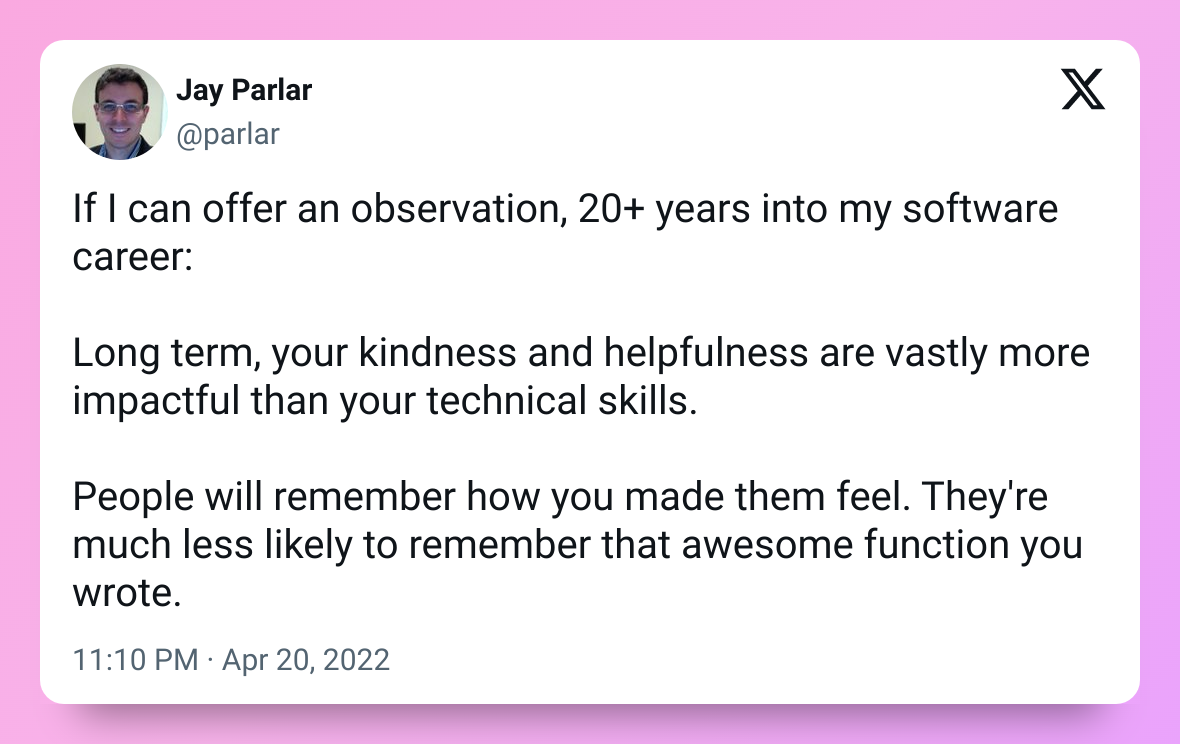 Jay Parlar
@parlar
If I can offer an observation, 20+ years into my software
career:
Long term, your kindness and helpfulness are vastly more
impactful than your technical skills.
People will remember how you made them feel. They're
much less likely to remember that awesome function you
wrote.
11:10 PM · Apr 20, 2022